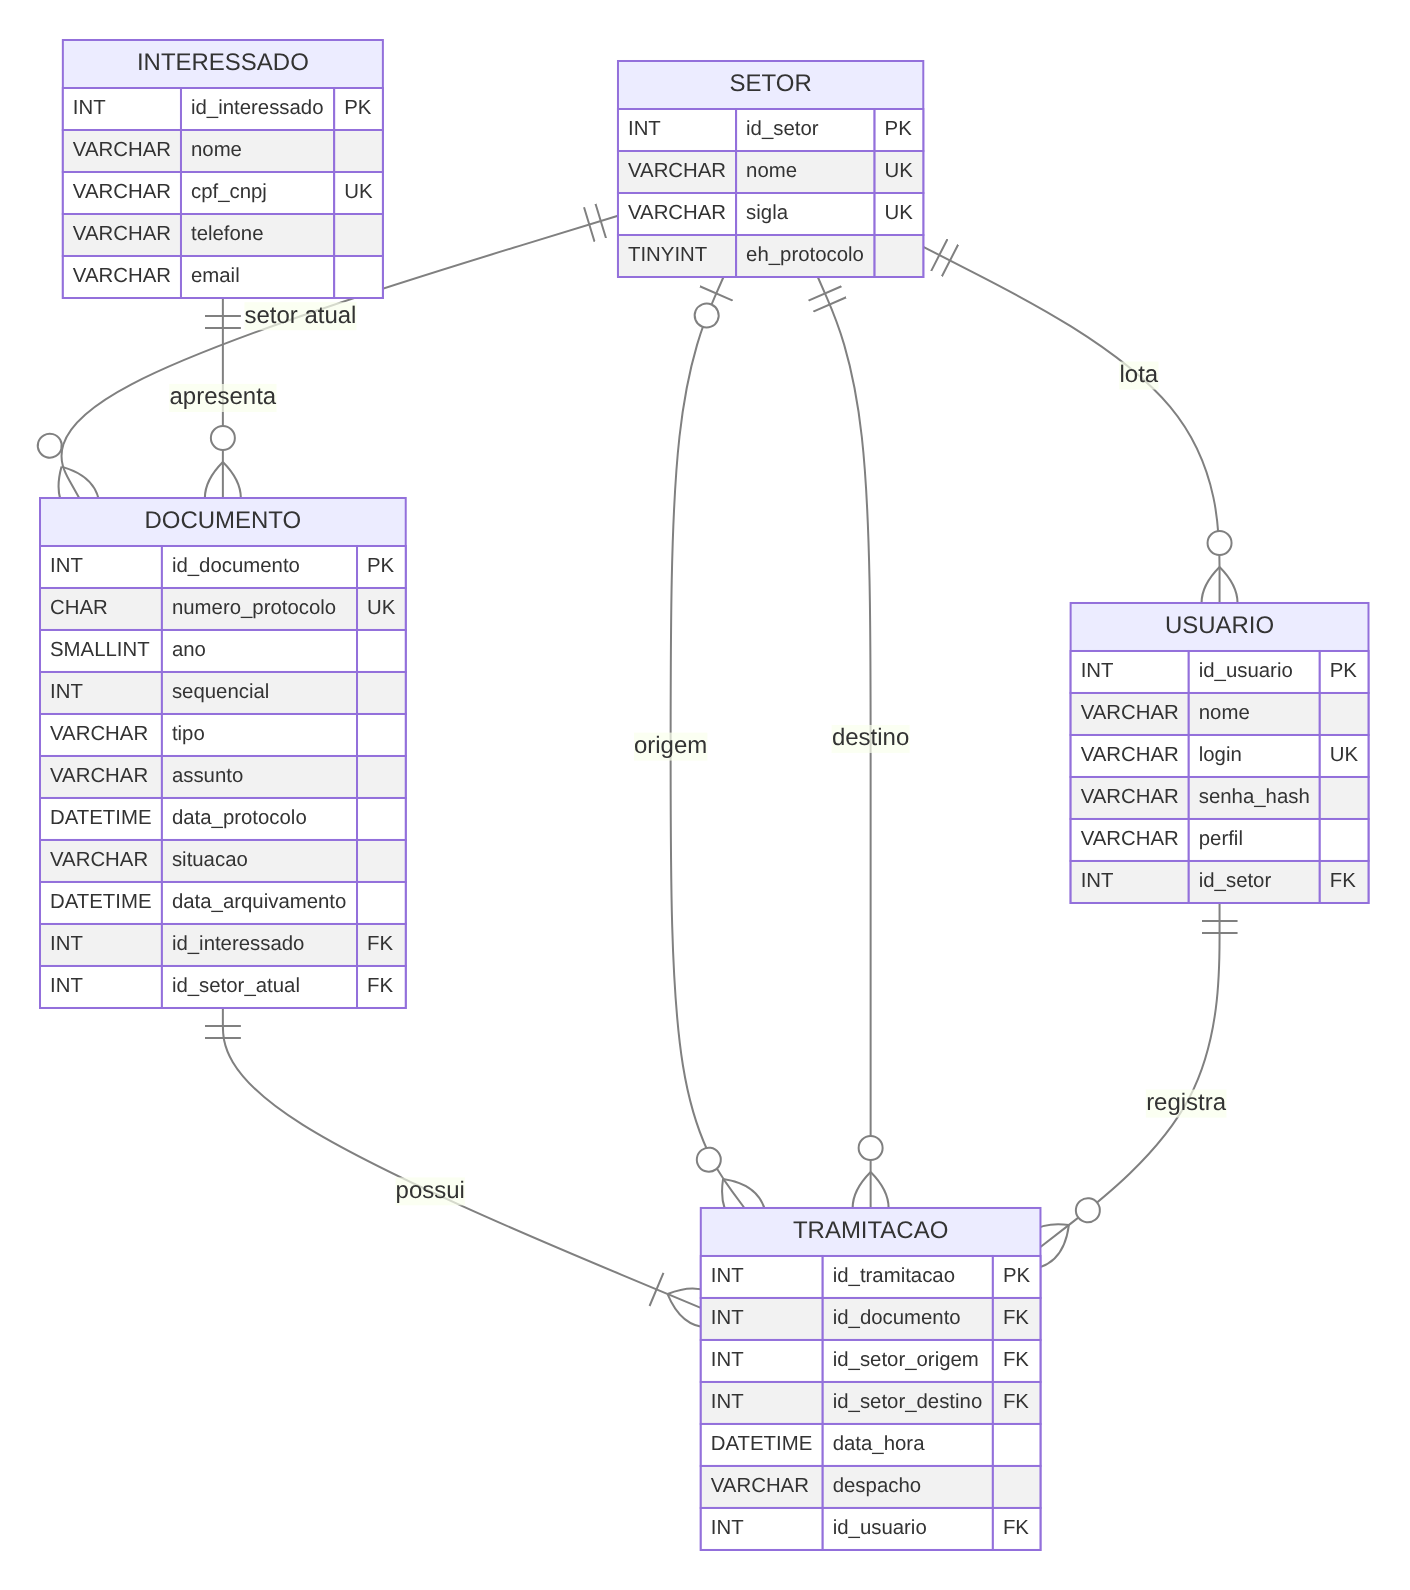 INTERESSADO
INT id_interessado PK
VARCHAR nome
VARCHAR cpf_cnpj UK
VARCHAR telefone
VARCHAR email
SETOR
INT id_setor PK
VARCHAR nome UK
VARCHAR sigla UK
TINYINT eh_protocolo
setor atual
apresenta
lota
DOCUMENTO
INT id_documento PK
CHAR numero_protocolo UK
SMALLINT ano
INT sequencial
VARCHAR tipo
VARCHAR assunto
DATETIME data_protocolo
VARCHAR situacao
DATETIME data_arquivamento
INT id_interessado FK
INT id_setor_atual FK
origem
destino
USUARIO
INT id_usuario PK
VARCHAR nome
VARCHAR login UK
VARCHAR senha_hash
VARCHAR perfil
INT id_setor FK
possui
registra
TRAMITACAO
INT id_tramitacao PK
INT id_documento FK
INT id_setor_origem FK
INT id_setor_destino FK
DATETIME data_hora
VARCHAR despacho
INT id_usuario FK